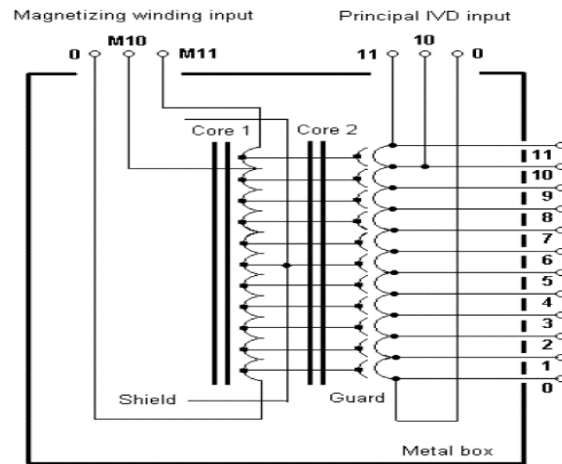 Magnetizing winding input Principal IVD input
0 M10 M11 11 10 0
Core 1 Core 2
11
10
9
8
7
6
5
4
3
2
1
0
Shield Guard
Metal box